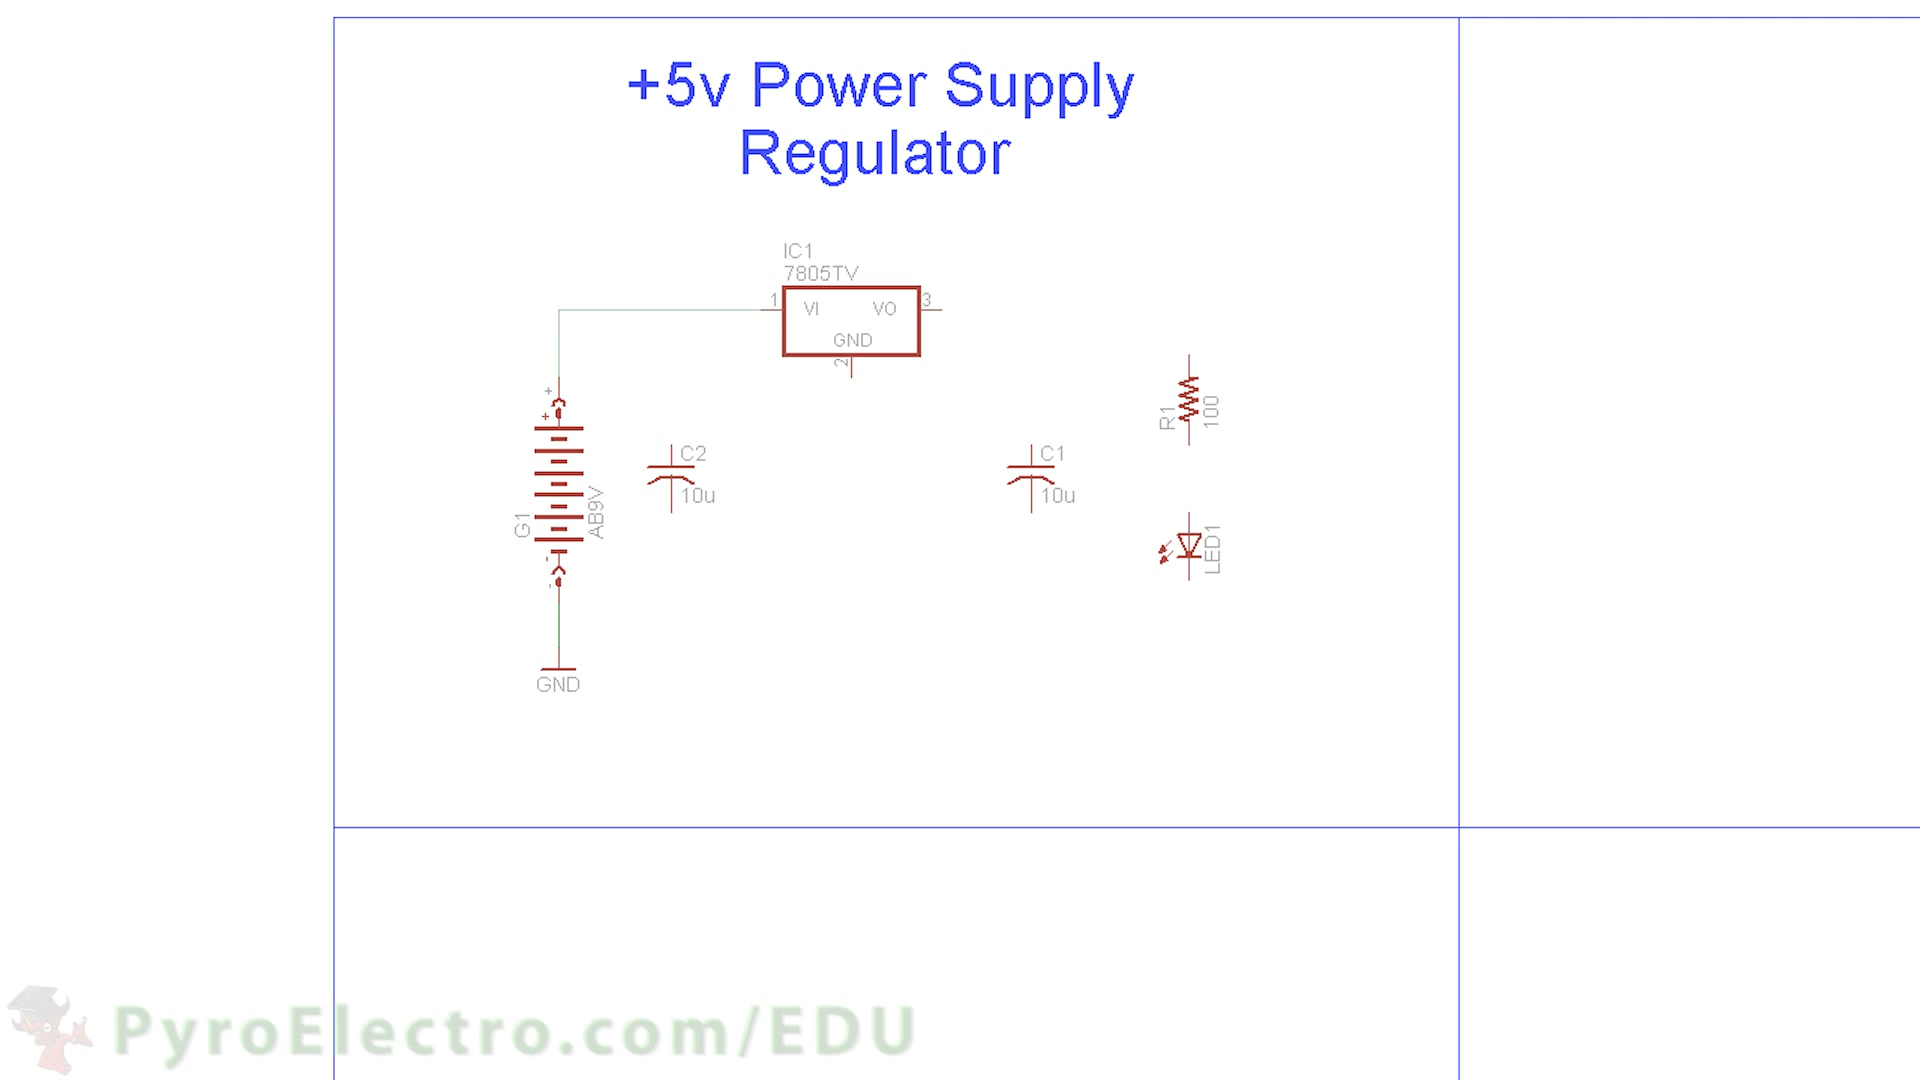 +5v Power Supply
Regulator
IC1
7805TV
1
VI
VO
3
GND
2
+
+
G1
AB9V
-
-
GND
C2
10u
C1
10u
R1
100
LED1
PyroElectro.com/EDU